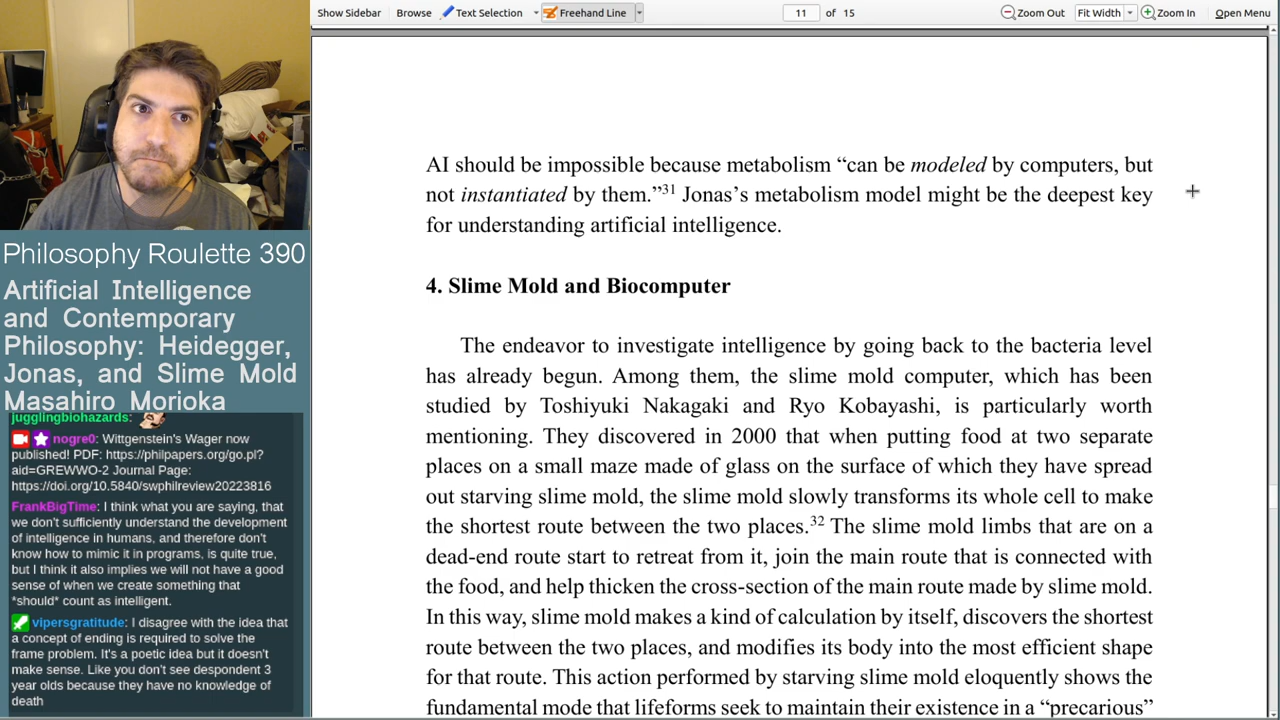 Show Sidebar Browse Text Selection Freehand Line 11 of 15 Zoom Out Fit Width Zoom In Open Menu
AI should be impossible because metabolism “can be modeled by computers, but
not instantiated by them.”31 Jonas’s metabolism model might be the deepest key
for understanding artificial intelligence.
4. Slime Mold and Biocomputer
The endeavor to investigate intelligence by going back to the bacteria level
has already begun. Among them, the slime mold computer, which has been
studied by Toshiyuki Nakagaki and Ryo Kobayashi, is particularly worth
mentioning. They discovered in 2000 that when putting food at two separate
places on a small maze made of glass on the surface of which they have spread
out starving slime mold, the slime mold slowly transforms its whole cell to make
the shortest route between the two places.32 The slime mold limbs that are on a
dead-end route start to retreat from it, join the main route that is connected with
the food, and help thicken the cross-section of the main route made by slime mold.
In this way, slime mold makes a kind of calculation by itself, discovers the shortest
route between the two places, and modifies its body into the most efficient shape
for that route. This action performed by starving slime mold eloquently shows the
fundamental mode that lifeforms seek to maintain their existence in a “precarious”
Philosophy Roulette 390
Artificial Intelligence
and Contemporary
Philosophy: Heidegger,
Jonas, and Slime Mold
Masahiro Morioka
jugglingbiohazards:
nogre0: Wittgenstein's Wager now
published! PDF: https://philpapers.org/go.pl?
aid=GREWWO-2 Journal Page:
https://doi.org/10.5840/swphilreview20223816
FrankBigTime: I think what you are saying, that
we don't sufficiently understand the development
of intelligence in humans, and therefore don't
know how to mimic it in programs, is quite true,
but I think it also implies we will not have a good
sense of when we create something that
*should* count as intelligent.
vipersgratitude: I disagree with the idea that
a concept of ending is required to solve the
frame problem. It's a poetic idea but it doesn't
make sense. Like you don't see despondent 3
year olds because they have no knowledge of
death